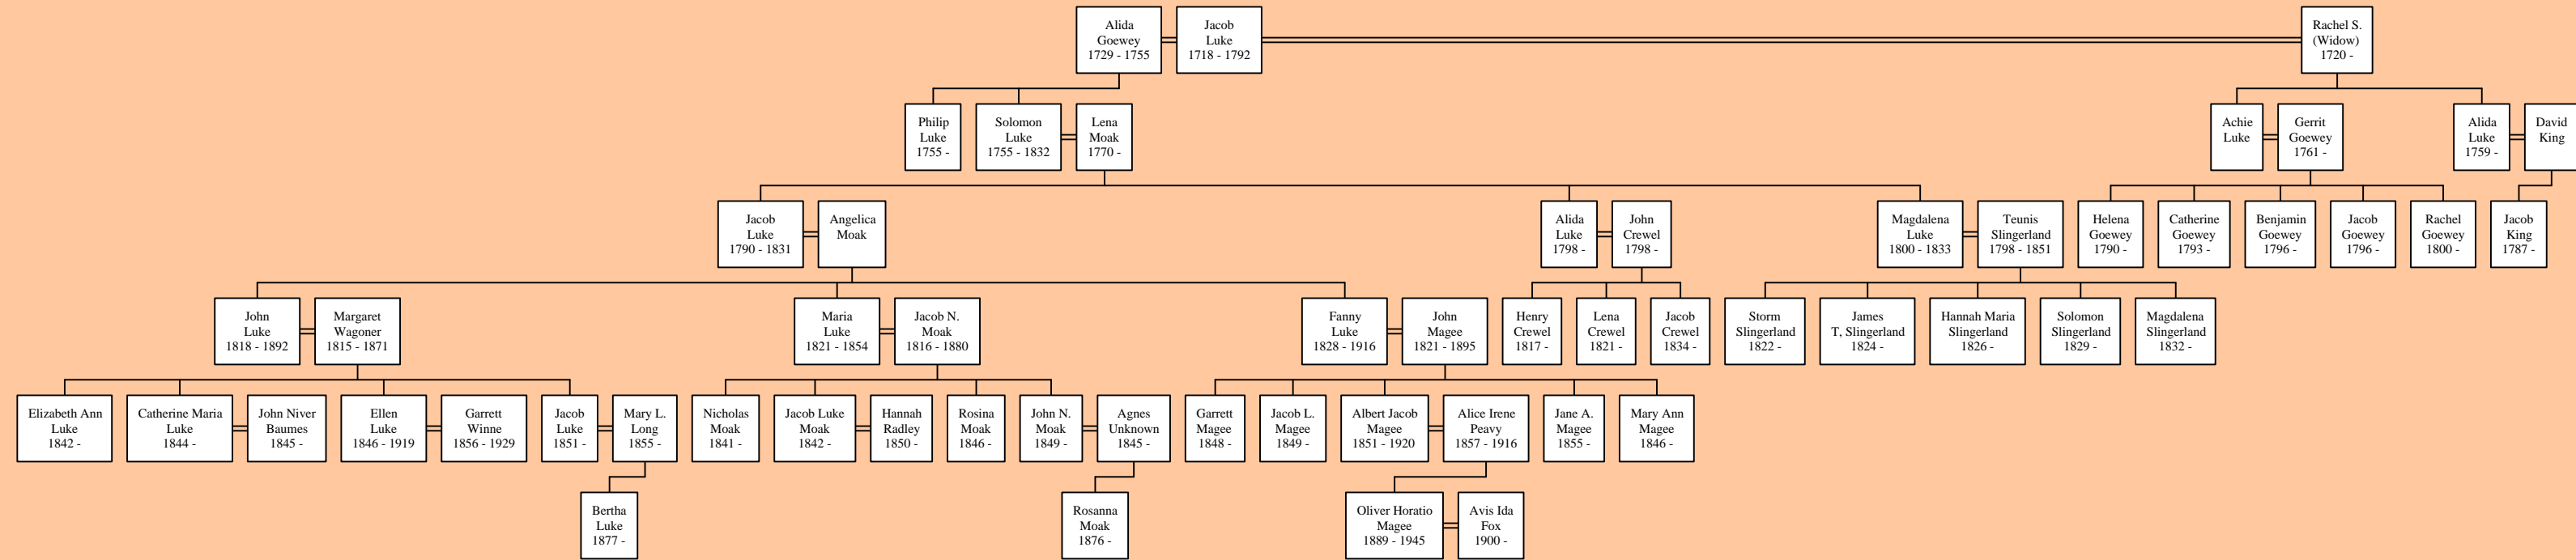 Alida
Goewey
1729 - 1755
Jacob
Luke
1718 - 1792
Rachel S.
(Widow)
1720 -
Philip
Luke
1755 -
Solomon
Luke
1755 - 1832
Lena
Moak
1770 -
Achie
Luke
Gerrit
Goewey
1761 -
Alida
Luke
1759 -
David
King
Jacob
Luke
1790 - 1831
Angelica
Moak
Alida
Luke
1798 -
John
Crewel
1798 -
Magdalena
Luke
1800 - 1833
Teunis
Slingerland
1798 - 1851
Helena
Goewey
1790 -
Catherine
Goewey
1793 -
Benjamin
Goewey
1796 -
Jacob
Goewey
1796 -
Rachel
Goewey
1800 -
Jacob
King
1787 -
John
Luke
1818 - 1892
Margaret
Wagoner
1815 - 1871
Maria
Luke
1821 - 1854
Jacob N.
Moak
1816 - 1880
Fanny
Luke
1828 - 1916
John
Magee
1821 - 1895
Henry
Crewel
1817 -
Lena
Crewel
1821 -
Jacob
Crewel
1834 -
Storm
Slingerland
1822 -
James
T, Slingerland
1824 -
Hannah Maria
Slingerland
1826 -
Solomon
Slingerland
1829 -
Magdalena
Slingerland
1832 -
Elizabeth Ann
Luke
1842 -
Catherine Maria
Luke
1844 -
John Niver
Baumes
1845 -
Ellen
Luke
1846 - 1919
Garrett
Winne
1856 - 1929
Jacob
Luke
1851 -
Mary L.
Long
1855 -
Nicholas
Moak
1841 -
Jacob Luke
Moak
1842 -
Hannah
Radley
1850 -
Rosina
Moak
1846 -
John N.
Moak
1849 -
Agnes
Unknown
1845 -
Garrett
Magee
1848 -
Jacob L.
Magee
1849 -
Albert Jacob
Magee
1851 - 1920
Alice Irene
Peavy
1857 - 1916
Jane A.
Magee
1855 -
Mary Ann
Magee
1846 -
Bertha
Luke
1877 -
Rosanna
Moak
1876 -
Oliver Horatio
Magee
1889 - 1945
Avis Ida
Fox
1900 -